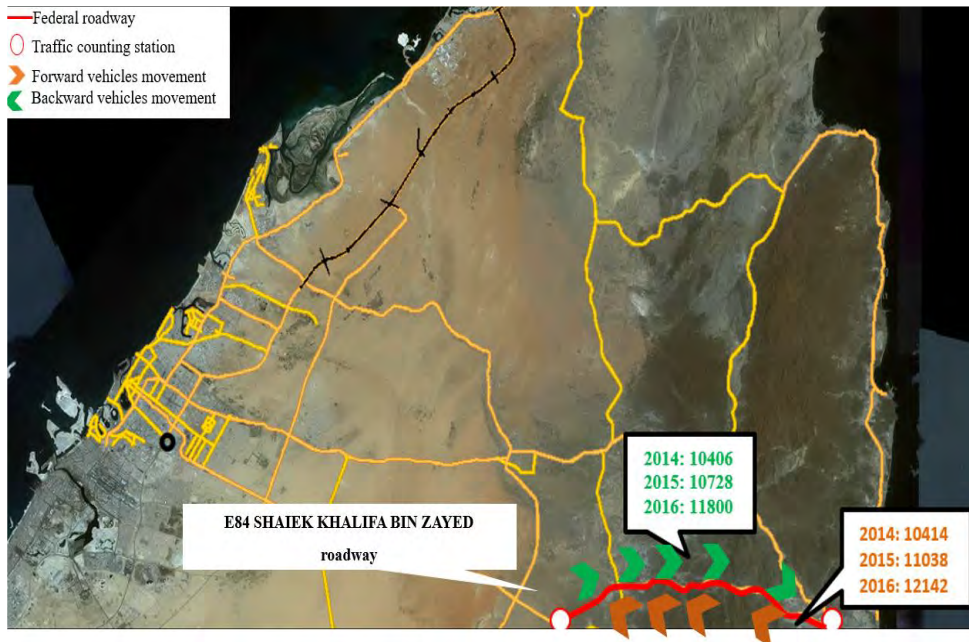 Federal roadway
Traffic counting station
Forward vehicles movement
Backward vehicles movement
2014: 10406
2015: 10728
2016: 11800
E84 SHAIEK KHALIFA BIN ZAYED
roadway
2014: 10414
2015: 11038
2016: 12142